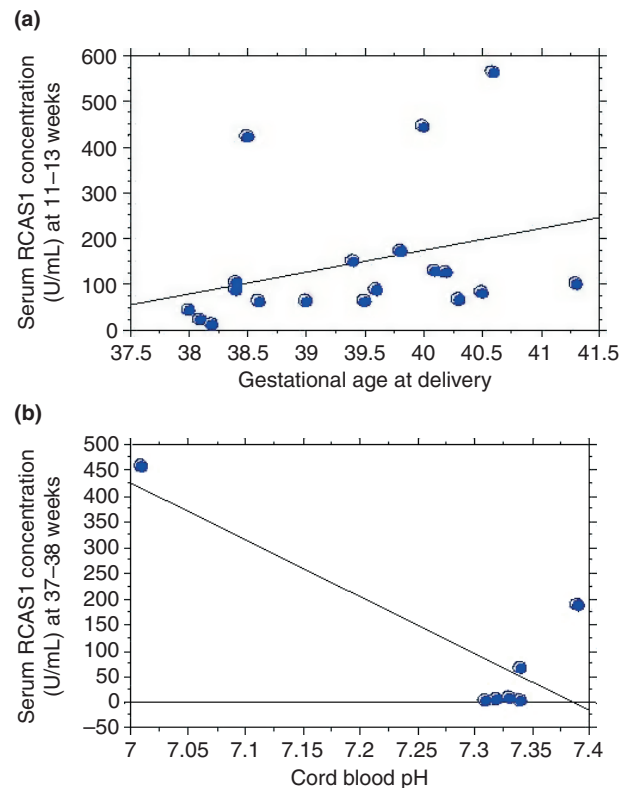 (a)
Serum RCAS1 concentration
(U/mL) at 11–13 weeks
600
500
400
300
200
100
0
37.5 38 38.5 39 39.5 40 40.5 41 41.5
Gestational age at delivery
(b)
Serum RCAS1 concentration
(U/mL) at 37–38 weeks
500
450
400
350
300
250
200
150
100
50
0
−50
7 7.05 7.1 7.15 7.2 7.25 7.3 7.35 7.4
Cord blood pH